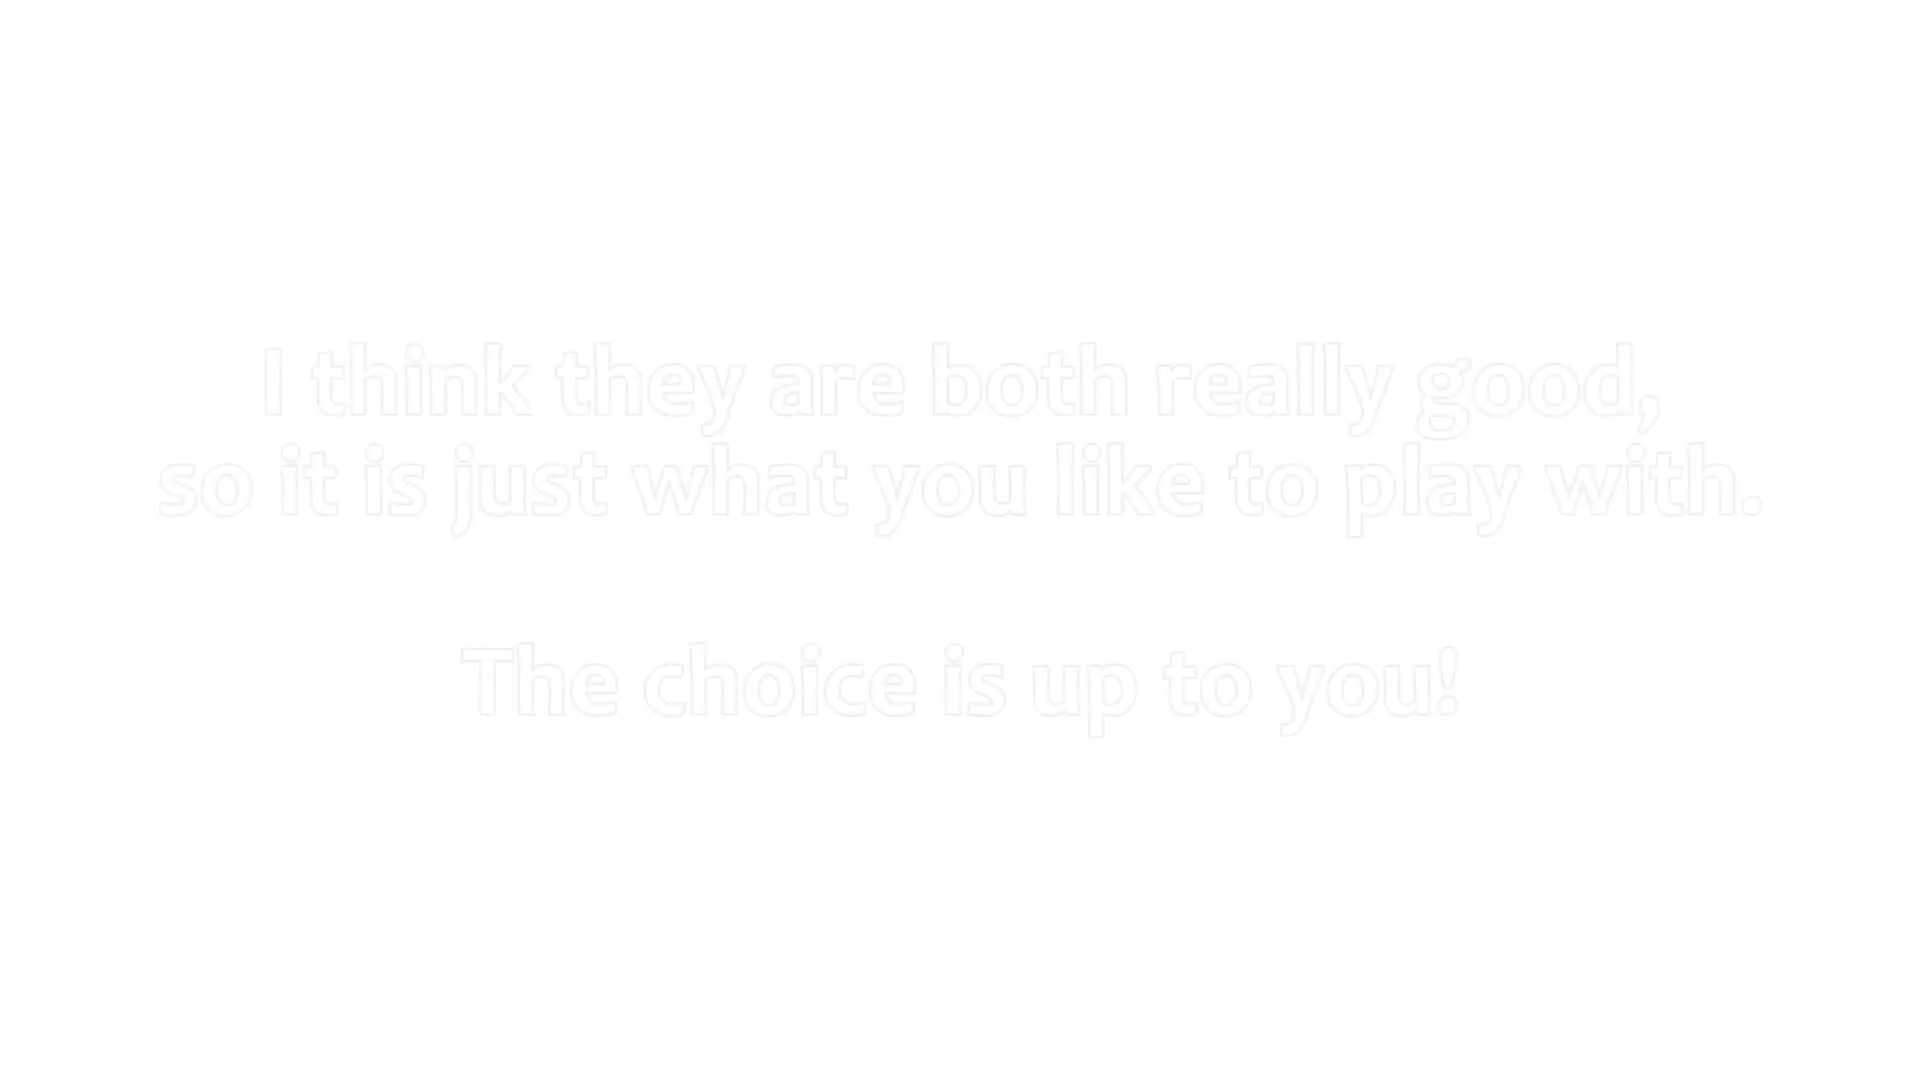 I think they are both really good,
so it is just what you like to play with.
The choice is up to you!